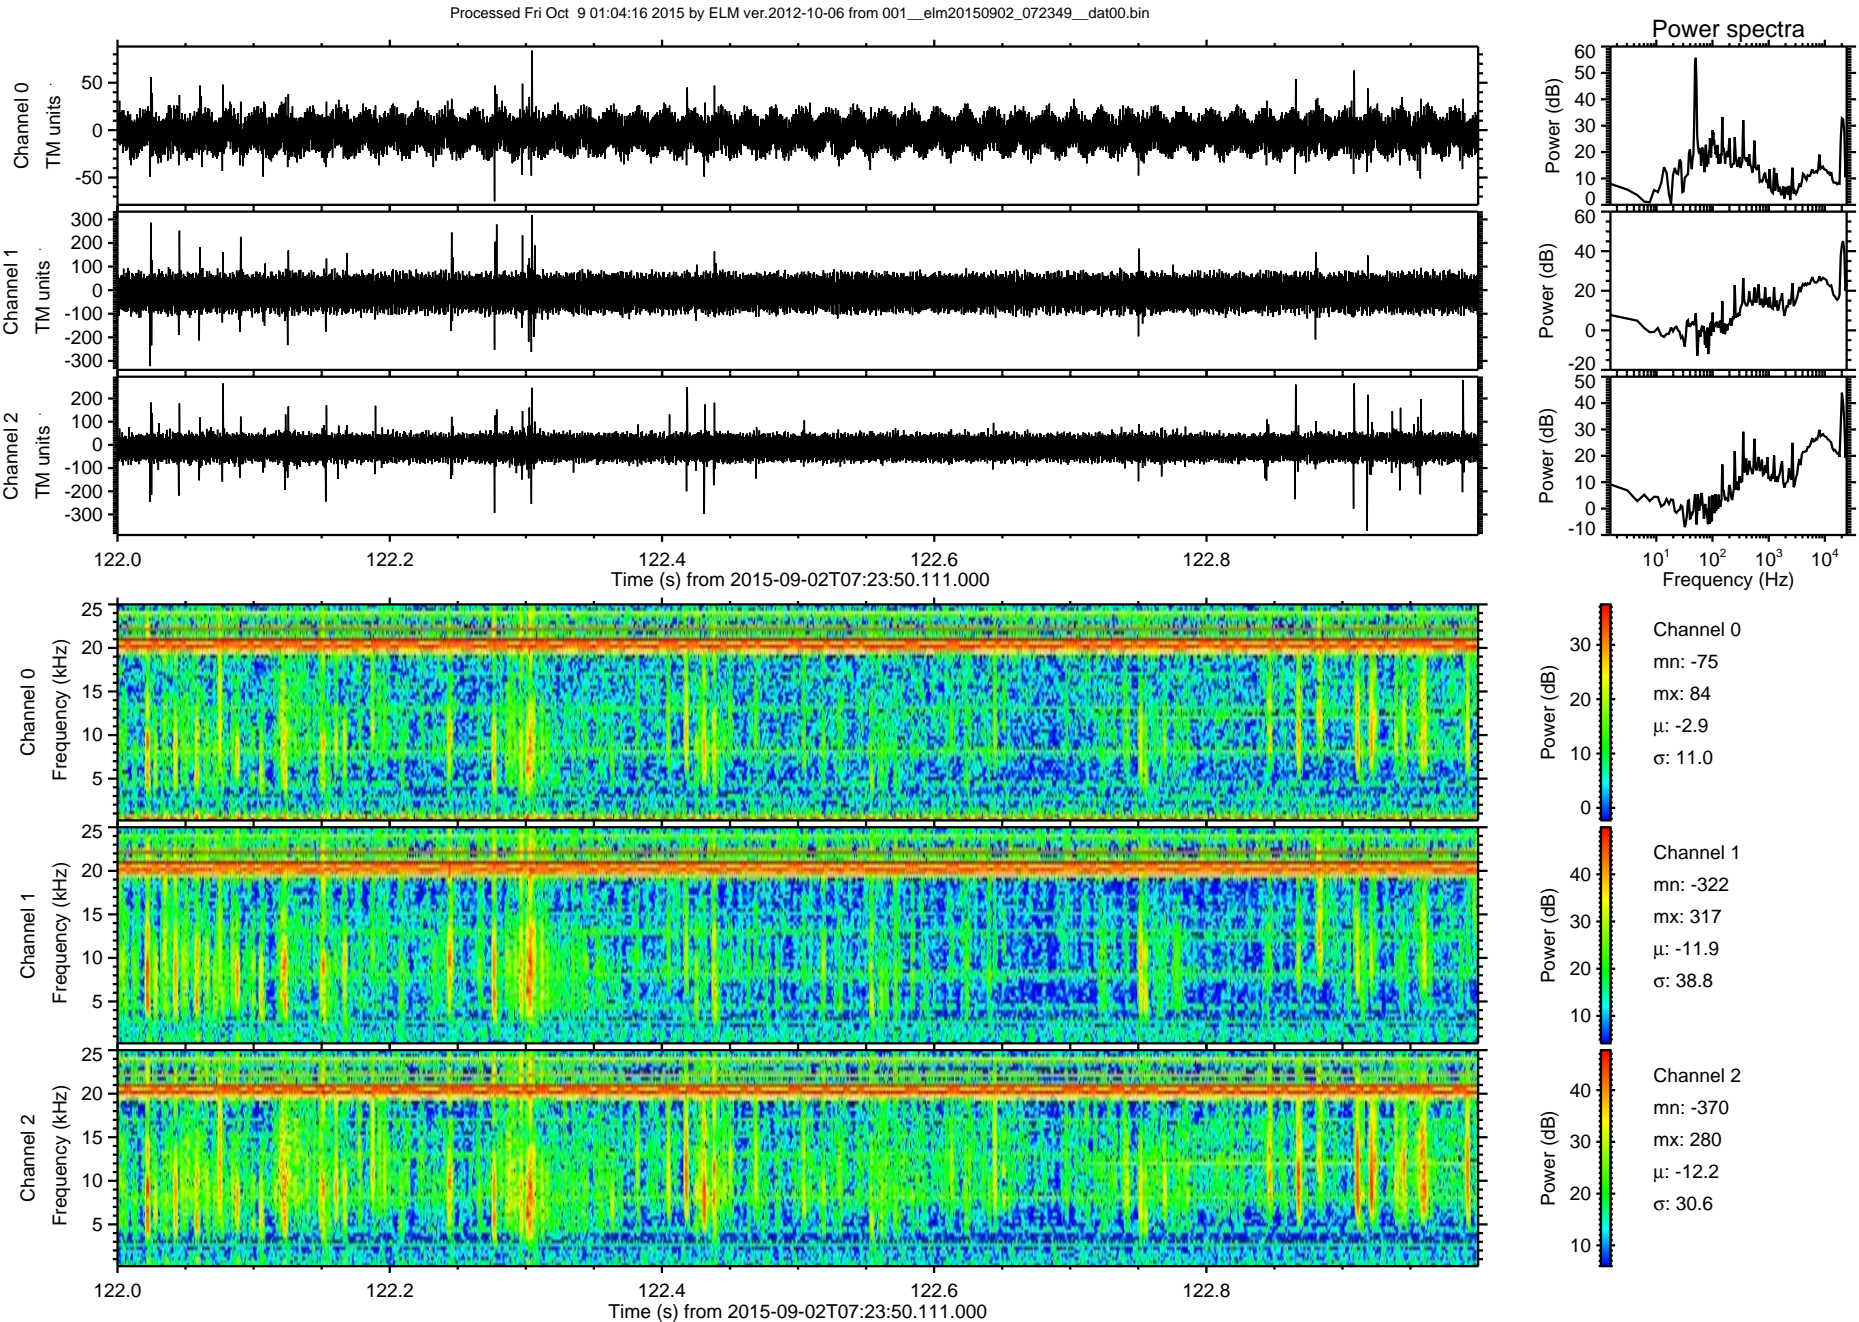 Processed Fri Oct  9 01:04:16 2015 by ELM ver.2012-10-06 from 001__elm20150902_072349__dat00.bin
Power spectra
Channel 0
TM units
50
0
-50
Power (dB)
60
50
40
30
20
10
0
Channel 1
TM units
300
200
100
0
-100
-200
-300
Power (dB)
60
40
20
0
-20
Channel 2
TM units
200
100
0
-100
-200
-300
Power (dB)
50
40
30
20
10
0
-10
122.0 122.2 122.4 122.6 122.8
Time (s) from 2015-09-02T07:23:50.111.000
10^1 10^2 10^3 10^4
Frequency (Hz)
Channel 0
Frequency (kHz)
25
20
15
10
5
Power (dB)
30
20
10
0
Channel 0
mn: -75
mx: 84
μ: -2.9
σ: 11.0
Channel 1
Frequency (kHz)
25
20
15
10
5
Power (dB)
40
30
20
10
Channel 1
mn: -322
mx: 317
μ: -11.9
σ: 38.8
Channel 2
Frequency (kHz)
25
20
15
10
5
Power (dB)
40
30
20
10
Channel 2
mn: -370
mx: 280
μ: -12.2
σ: 30.6
122.0 122.2 122.4 122.6 122.8
Time (s) from 2015-09-02T07:23:50.111.000